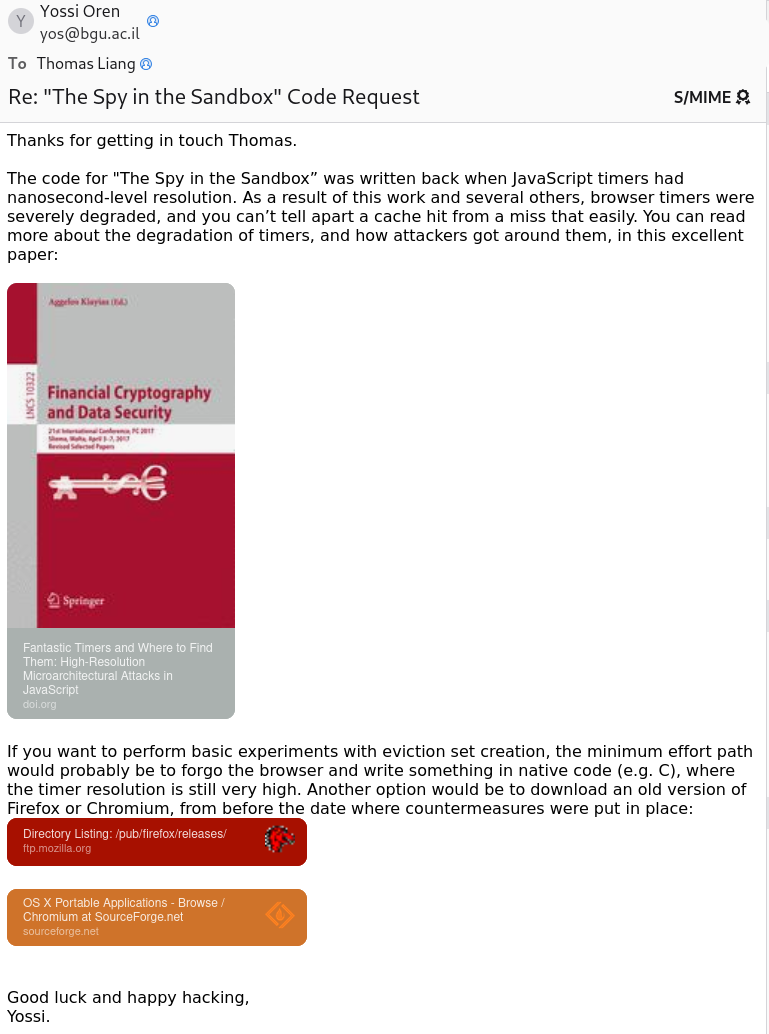 Y
Yossi Oren
yos@bgu.ac.il
To Thomas Liang
Re: "The Spy in the Sandbox" Code Request
S/MIME
Thanks for getting in touch Thomas.
The code for "The Spy in the Sandbox” was written back when JavaScript timers had
nanosecond-level resolution. As a result of this work and several others, browser timers were
severely degraded, and you can’t tell apart a cache hit from a miss that easily. You can read
more about the degradation of timers, and how attackers got around them, in this excellent
paper:
Aggelos Kiayias (Ed.)
LNCS 10322
Financial Cryptography
and Data Security
21st International Conference, FC 2017
Sliema, Malta, April 3–7, 2017
Revised Selected Papers
Springer
Fantastic Timers and Where to Find
Them: High-Resolution
Microarchitectural Attacks in
JavaScript
doi.org
If you want to perform basic experiments with eviction set creation, the minimum effort path
would probably be to forgo the browser and write something in native code (e.g. C), where
the timer resolution is still very high. Another option would be to download an old version of
Firefox or Chromium, from before the date where countermeasures were put in place:
Directory Listing: /pub/firefox/releases/
ftp.mozilla.org
OS X Portable Applications - Browse /
Chromium at SourceForge.net
sourceforge.net
Good luck and happy hacking,
Yossi.